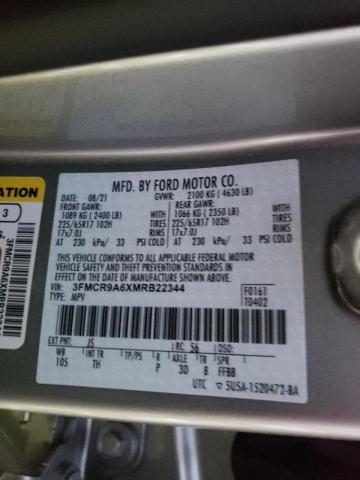 ATION
3
3FMCR9A6XMRB22344
MFD. BY FORD MOTOR CO.
DATE: 08/21 GVWR: 2100 KG (4630 LB)
FRONT GAWR: REAR GAWR:
1089 KG (2400 LB) WITH 1066 KG (2350 LB) WITH
225/65R17 102H TIRES 225/65R17 102H TIRES
17x7.0J RIMS 17x7.0J RIMS
AT 230 kPa/ 33 PSI COLD AT 230 kPa/ 33 PSI COLD
THIS VEHICLE CONFORMS TO ALL APPLICABLE FEDERAL MOTOR
VEHICLE SAFETY AND THEFT PREVENTION STANDARDS IN EFFECT ON
THE DATE OF MANUFACTURE SHOWN ABOVE.
VIN: 3FMCR9A6XMRB22344 F0161
TYPE: MPV T0402
EXT PNT: JS RC: 56 DSO:
WB INT TR TP/PS R AXLE TR SPR
105 TH P 3D 8 FFBB
UTC 5USA-1520472-BA